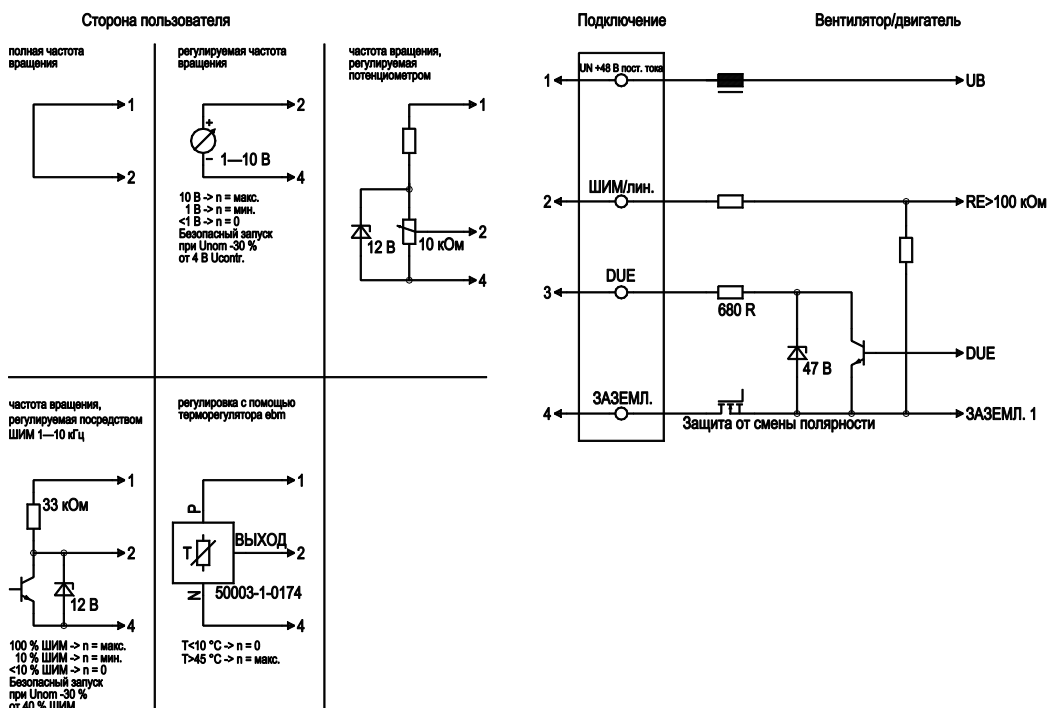 Сторона пользователя
полная частота
вращения
1
2
регулируемая частота
вращения
2
+
−
1—10 В
4
10 В -> n = макс.
1 В -> n = мин.
<1 В -> n = 0
Безопасный запуск
при Unom -30 %
от 4 В Ucontr.
частота вращения,
регулируемая
потенциометром
1
2
12 В
10 кОм
4
частота вращения,
регулируемая посредством
ШИМ 1—10 кГц
1
33 кОм
2
12 В
4
100 % ШИМ -> n = макс.
10 % ШИМ -> n = мин.
<10 % ШИМ -> n = 0
Безопасный запуск
при Unom -30 %
от 40 % ШИМ
регулировка с помощью
терморегулятора ebm
1
P
T
ВЫХОД
2
N
50003-1-0174
4
T<10 °C -> n = 0
T>45 °C -> n = макс.
Подключение
Вентилятор/двигатель
UN +48 В пост. тока
1
UB
ШИМ/лин.
2
RE>100 кОм
DUE
3
680 R
47 В
DUE
ЗАЗЕМЛ.
4
Защита от смены полярности
ЗАЗЕМЛ. 1